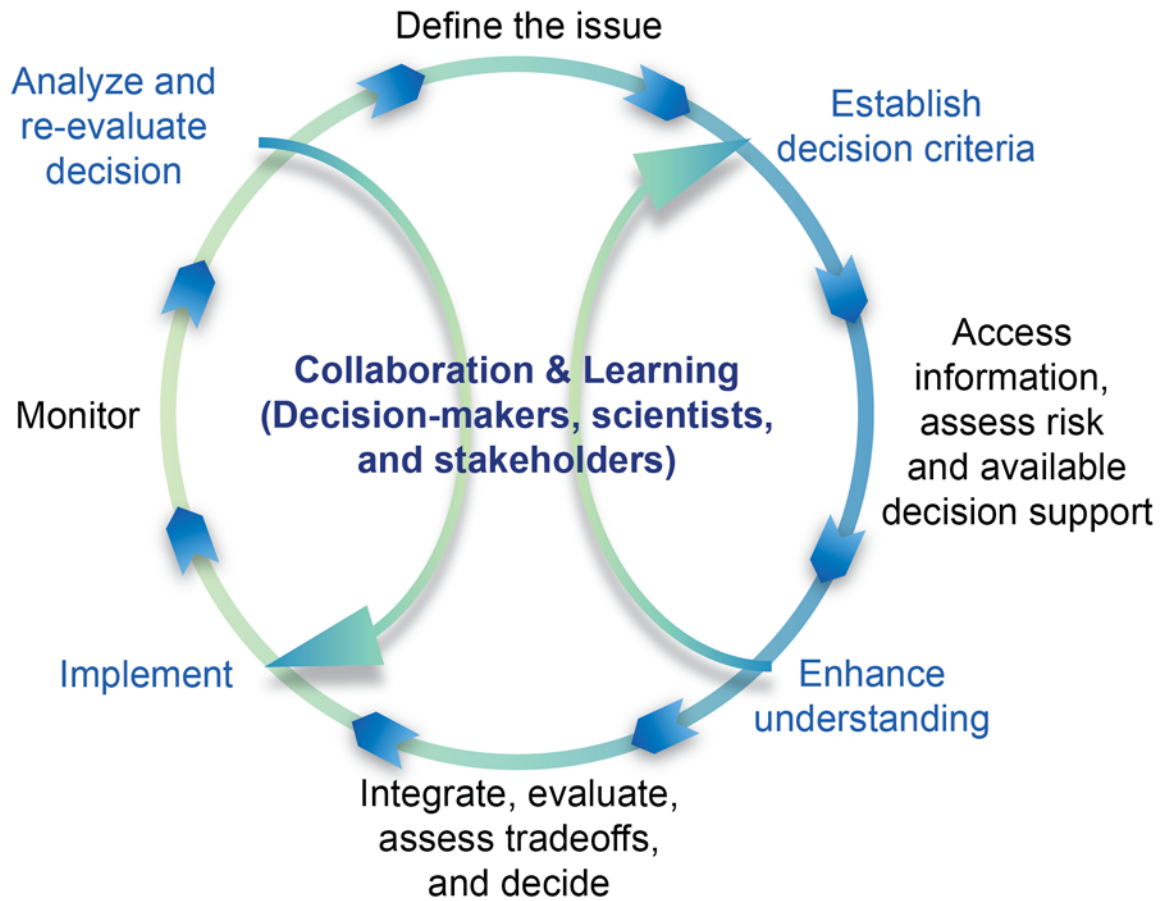 Define the issue
Analyze and
re-evaluate
decision
Establish
decision criteria
Access
information,
assess risk
and available
decision support
Collaboration & Learning
(Decision-makers, scientists,
and stakeholders)
Monitor
Implement
Enhance
understanding
Integrate, evaluate,
assess tradeoffs,
and decide